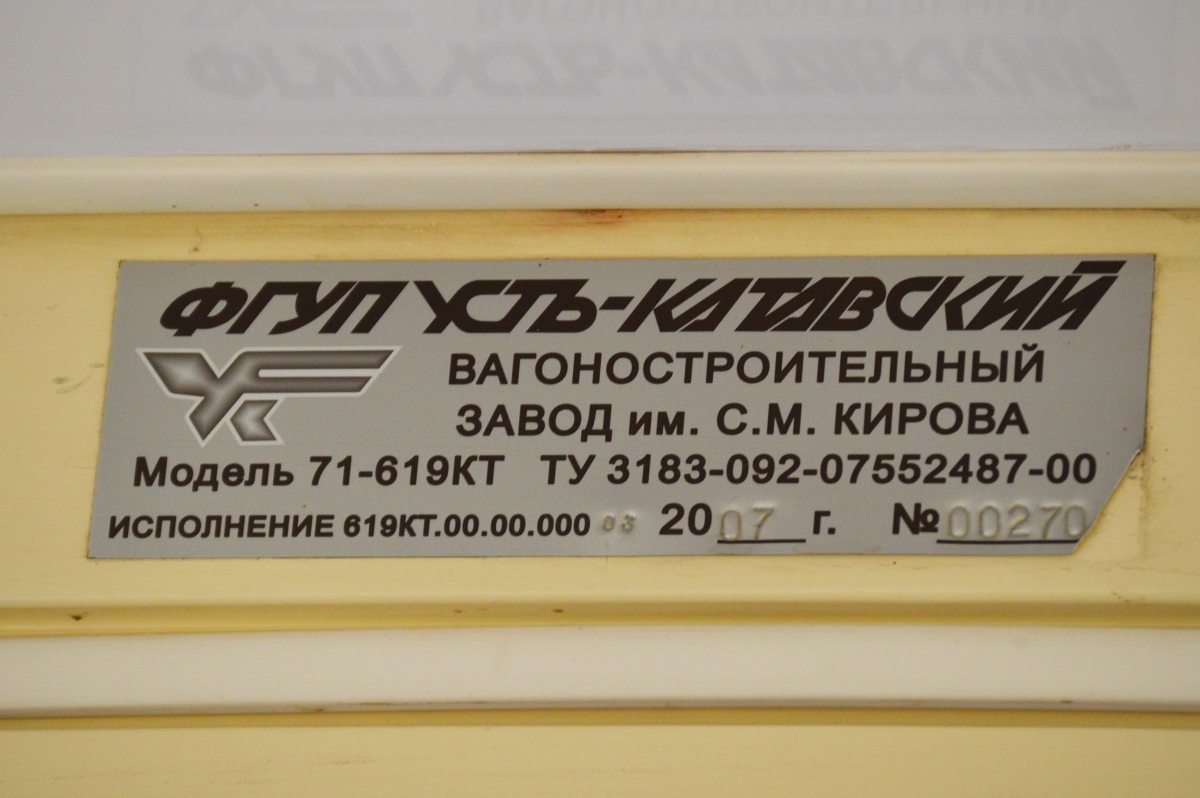 ФГУП УСТЬ-КАТАВСКИЙ
ВАГОНОСТРОИТЕЛЬНЫЙ
ЗАВОД им. С.М. КИРОВА
Модель 71-619КТ ТУ 3183-092-07552487-00
ИСПОЛНЕНИЕ 619КТ.00.00.000 03 2007 г. №00270